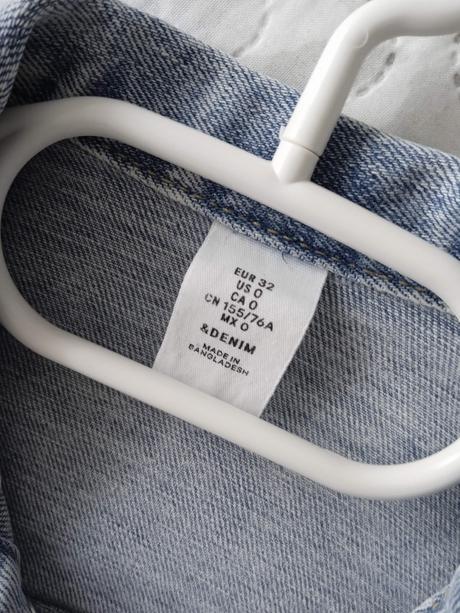 EUR 32
US 0
CA 0
CN 155/76A
MX 0
&DENIM
MADE IN
BANGLADESH